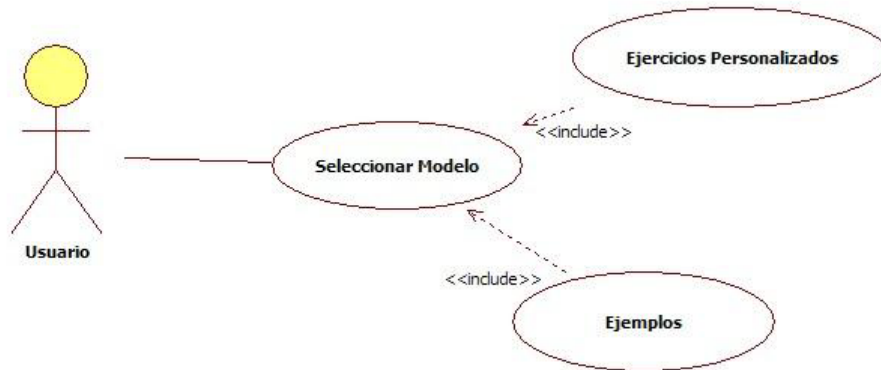 Ejercicios Personalizados
<<include>>
Seleccionar Modelo
Usuario
<<include>>
Ejemplos